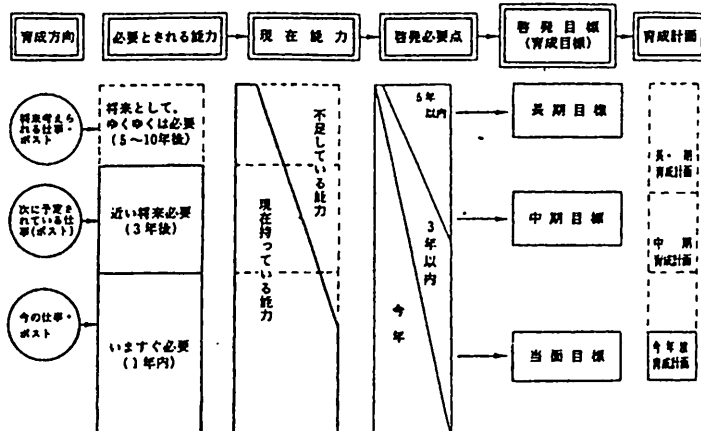 育成方向
必要とされる能力
現在能力
啓発必要点
啓発目標
(育成目標)
育成計画
将来考えら
れる仕事・
ポスト
将来として、
ゆくゆくは必要
(5~10年後)
次に予定さ
れている仕
事(ポスト)
近い将来必要
(3年後)
今の仕事・
ポスト
いますぐ必要
(1年内)
不足している能力
現在持っている能力
5年
以内
3年以内
今年
長期目標
中期目標
当面目標
長・期
育成計画
中期
育成計画
今年度
育成計画